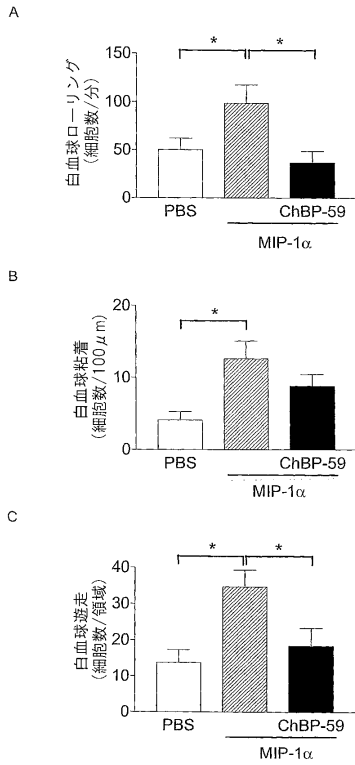 A
* *
150
100
50
0
白血球ローリング
(細胞数/分)
PBS
ChBP-59
MIP-1α
B
*
20
10
0
白血球粘着
(細胞数/100μm)
PBS
ChBP-59
MIP-1α
C
* *
40
30
20
10
0
白血球遊走
(細胞数/領域)
PBS
ChBP-59
MIP-1α